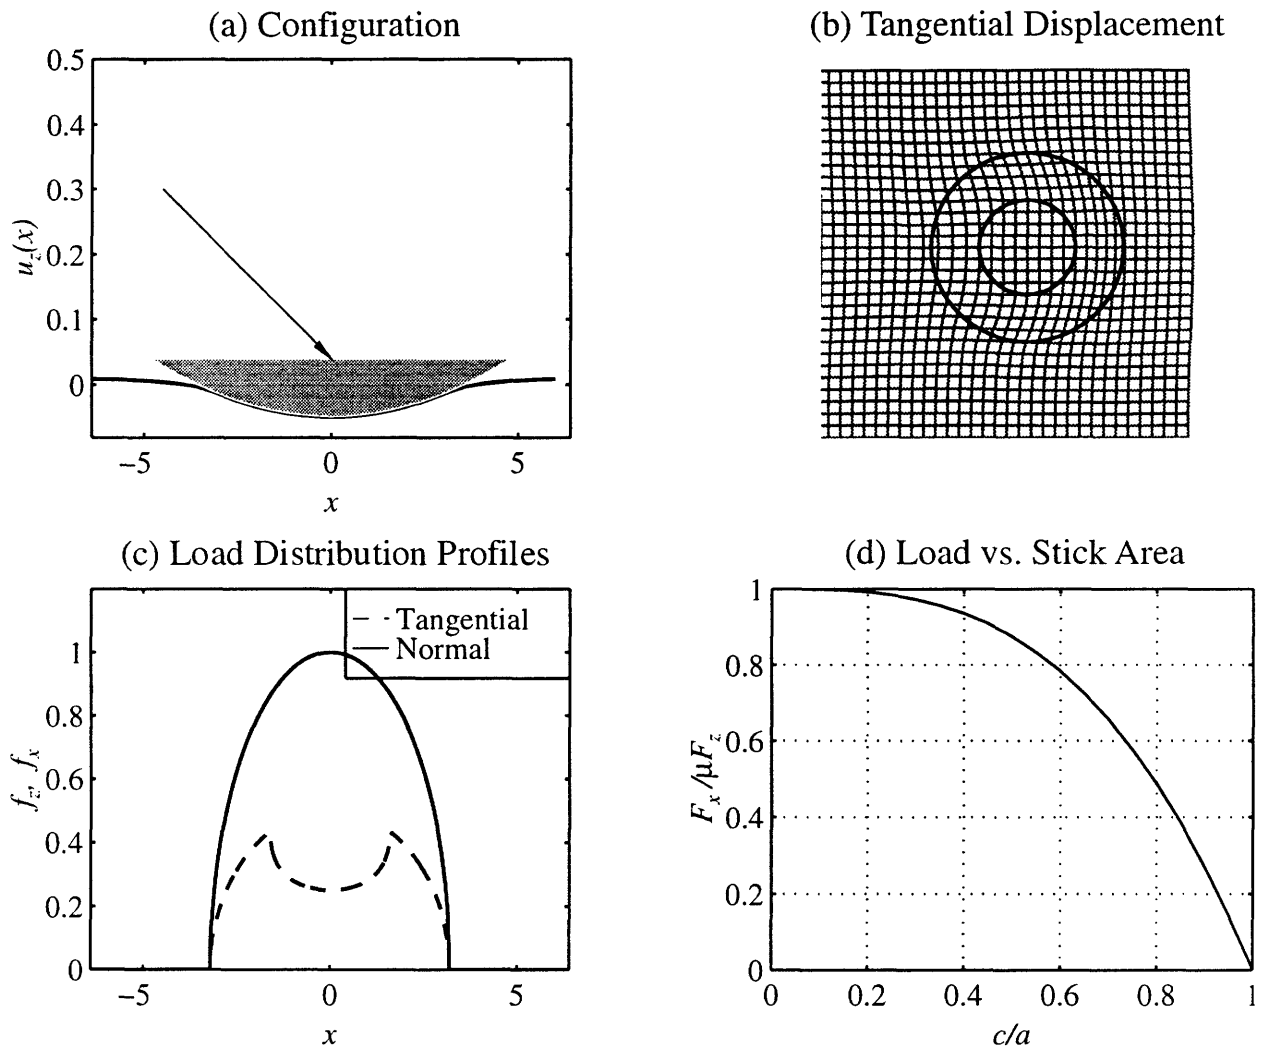 (a) Configuration
0.5
0.4
0.3
0.2
0.1
0
u_z(x)
−5 0 5
x
(b) Tangential Displacement
(c) Load Distribution Profiles
Tangential
Normal
1
0.8
0.6
0.4
0.2
0
f_z, f_x
−5 0 5
x
(d) Load vs. Stick Area
1
0.8
0.6
0.4
0.2
0
F_x/μF_z
0 0.2 0.4 0.6 0.8 1
c/a